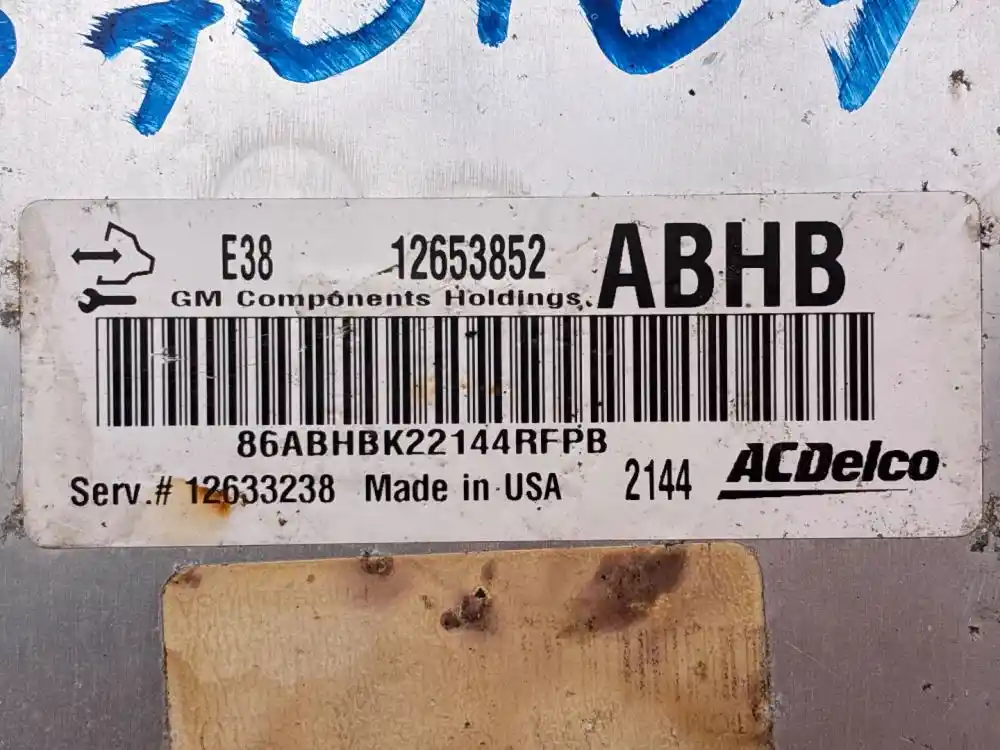 E38 12653852 ABHB
GM Components Holdings.
86ABHBK22144RFPB
Serv.# 12633238 Made in USA 2144 ACDelco